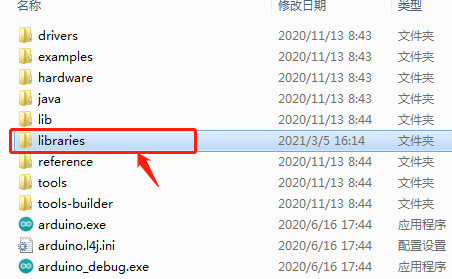 名称 修改日期 类型
drivers 2020/11/13 8:43 文件夹
examples 2020/11/13 8:43 文件夹
hardware 2020/11/13 8:43 文件夹
java 2020/11/13 8:43 文件夹
lib 2020/11/13 8:44 文件夹
libraries 2021/3/5 16:14 文件夹
reference 2020/11/13 8:44 文件夹
tools 2020/11/13 8:44 文件夹
tools-builder 2020/11/13 8:44 文件夹
arduino.exe 2020/6/16 17:44 应用程序
arduino.l4j.ini 2020/6/16 17:44 配置设置
arduino_debug.exe 2020/6/16 17:44 应用程序